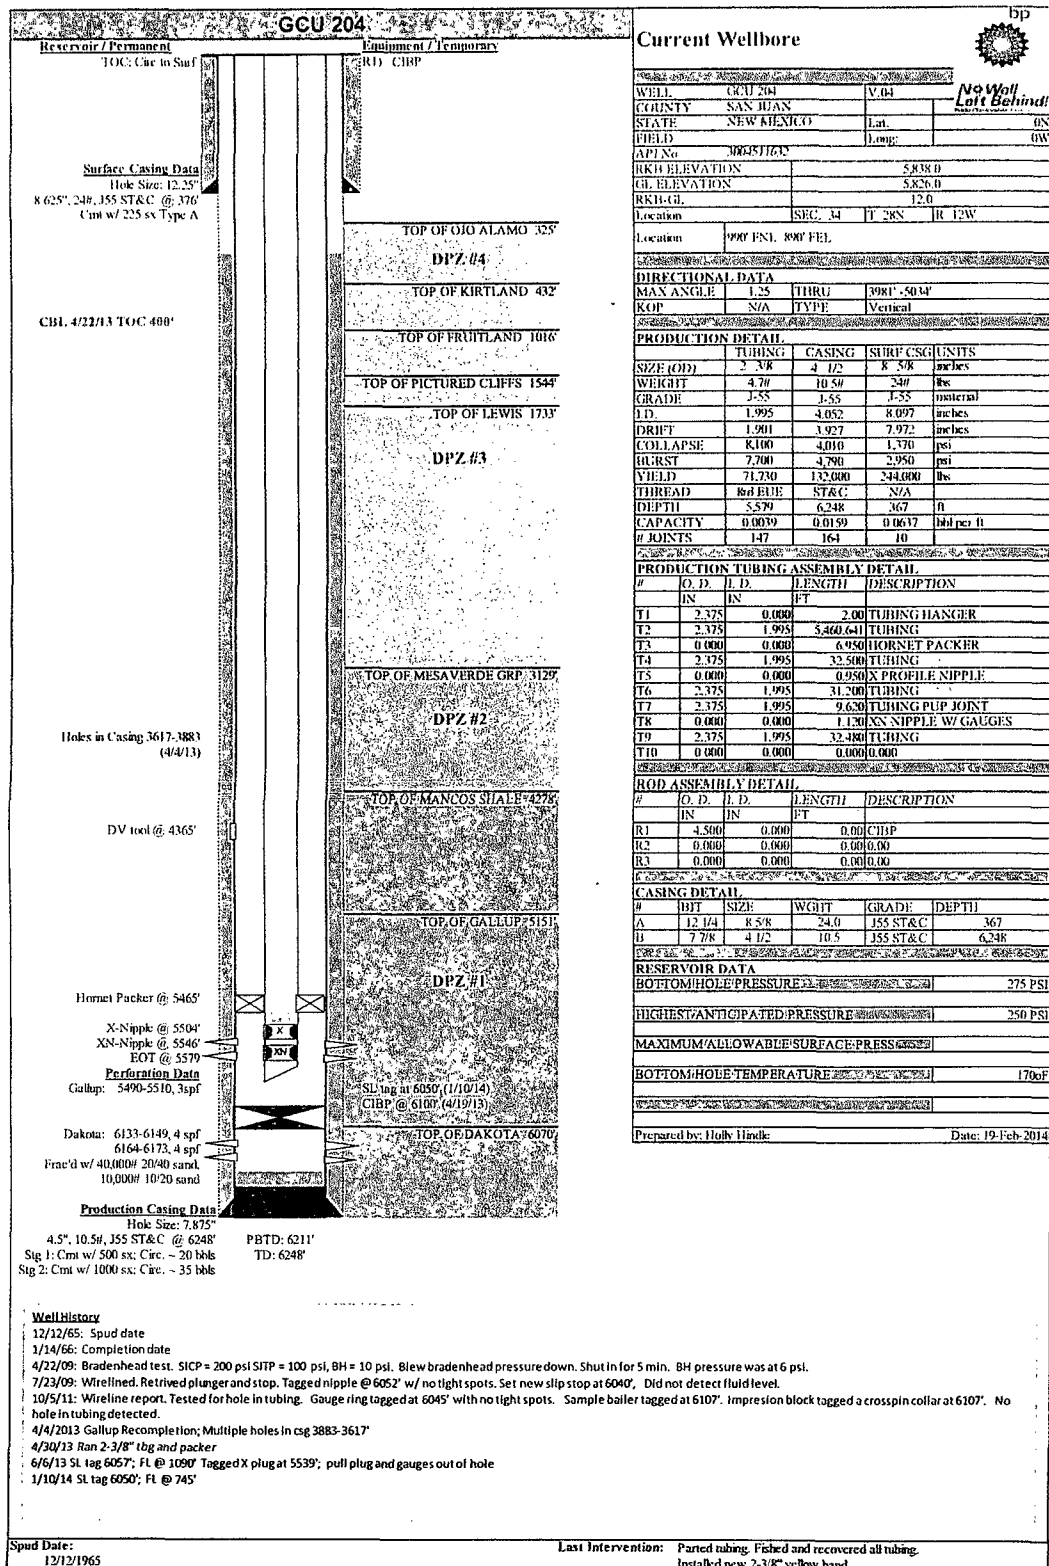 GCU 204
bp
Reservoir / Permanent
Equipment / Temporary
TOC: Circ to Surf
R1) CIBP
Surface Casing Data
Hole Size: 12.25"
8.625", 24#, J55 ST&C @ 376'
Cmt w/ 225 sx Type A
CBL 4/22/13 TOC 400'
Holes in Casing 3617-3883
(4/4/13)
DV tool @ 4365'
Hornet Packer @ 5465'
X-Nipple @ 5504'
XN-Nipple @ 5546'
EOT @ 5579
Perforation Data
Gallup: 5490-5510, 3spf
Dakota: 6133-6149, 4 spf
6164-6173, 4 spf
Frac'd w/ 40,000# 20/40 sand,
10,000# 10/20 sand
Production Casing Data
Hole Size: 7.875"
4.5", 10.5#, J55 ST&C @ 6248'
Stg 1: Cmt w/ 500 sx; Circ. ~ 20 bbls
Stg 2: Cmt w/ 1000 sx; Circ. ~ 35 bbls
PBTD: 6211'
TD: 6248'
X
XN
TOP OF OJO ALAMO 325'
DPZ #4
TOP OF KIRTLAND 432'
TOP OF FRUITLAND 1016'
TOP OF PICTURED CLIFFS 1544'
TOP OF LEWIS 1733'
DPZ #3
TOP OF MESAVERDE GRP 3129'
DPZ #2
TOP OF MANCOS SHALE 4278'
TOP OF GALLUP 5151'
DPZ #1
SL tag at 6050' (1/10/14)
CIBP @ 6100' (4/19/13)
TOP OF DAKOTA 6070'
Current Wellbore
No Well
Left Behind!
WELL GCU 204 V.04
COUNTY SAN JUAN
STATE NEW MEXICO Lat. 0N
FIELD Long: 0W
API No 3004511632
RKB ELEVATION 5,838.0
GL ELEVATION 5,826.0
RKB-GL 12.0
Location SEC. 34 T. 28N R. 12W
Location 990' FNL 890' FEL
DIRECTIONAL DATA
MAX ANGLE 1.25 THRU 3981' -5034'
KOP N/A TYPE Vertical
PRODUCTION DETAIL
TUBING CASING SURF CSG UNITS
SIZE (OD) 2 3/8 4 1/2 8 5/8 inches
WEIGHT 4.7# 10.5# 24# lbs
GRADE J-55 J-55 J-55 material
I.D. 1.995 4.052 8.097 inches
DRIFT 1.901 3.927 7.972 inches
COLLAPSE 8,100 4,010 1,370 psi
BURST 7,700 4,790 2,950 psi
YIELD 71,730 132,000 244,000 lbs
THREAD 8rd EUE ST&C N/A
DEPTH 5,579 6,248 367 ft
CAPACITY 0.0039 0.0159 0.0637 bbl per ft
# JOINTS 147 164 10
PRODUCTION TUBING ASSEMBLY DETAIL
# O. D. I. D. LENGTH DESCRIPTION
IN IN FT
T1 2.375 0.000 2.00 TUBING HANGER
T2 2.375 1.995 5,460.641 TUBING
T3 0.000 0.000 6.950 HORNET PACKER
T4 2.375 1.995 32.500 TUBING
T5 0.000 0.000 0.950 X PROFILE NIPPLE
T6 2.375 1.995 31.200 TUBING
T7 2.375 1.995 9.620 TUBING PUP JOINT
T8 0.000 0.000 1.120 XN NIPPLE W/ GAUGES
T9 2.375 1.995 32.480 TUBING
T10 0.000 0.000 0.000 0.000
ROD ASSEMBLY DETAIL
# O. D. I. D. LENGTH DESCRIPTION
IN IN FT
R1 4.500 0.000 0.00 CIBP
R2 0.000 0.000 0.00 0.00
R3 0.000 0.000 0.00 0.00
CASING DETAIL
# BIT SIZE WGHT GRADE DEPTH
A 12 1/4 8 5/8 24.0 J55 ST&C 367
B 7 7/8 4 1/2 10.5 J55 ST&C 6,248
RESERVOIR DATA
BOTTOM HOLE PRESSURE 275 PSI
HIGHEST ANTICIPATED PRESSURE 250 PSI
MAXIMUM ALLOWABLE SURFACE PRESS
BOTTOM HOLE TEMPERATURE 170oF
Prepared by: Holly Hindle Date: 19-Feb-2014
Well History
12/12/65: Spud date
1/14/66: Completion date
4/22/09: Bradenhead test. SICP = 200 psi SITP = 100 psi, BH = 10 psi. Blew bradenhead pressure down. Shut in for 5 min. BH pressure was at 6 psi.
7/23/09: Wirelined. Retrived plunger and stop. Tagged nipple @ 6052' w/ no tight spots. Set new slip stop at 6040', Did not detect fluid level.
10/5/11: Wireline report. Tested for hole in tubing. Gauge ring tagged at 6045' with no tight spots. Sample bailer tagged at 6107'. Impresion block tagged a crosspin collar at 6107'. No
hole in tubing detected.
4/4/2013 Gallup Recompletion; Multiple holes in csg 3883-3617'
4/30/13 Ran 2-3/8" tbg and packer
6/6/13 SL tag 6057'; FL @ 1090' Tagged X plug at 5539'; pull plug and gauges out of hole
1/10/14 SL tag 6050'; FL @ 745'
Spud Date:
12/12/1965
Last Intervention: Parted tubing. Fished and recovered all tubing.
Installed new 2-3/8" yellow band